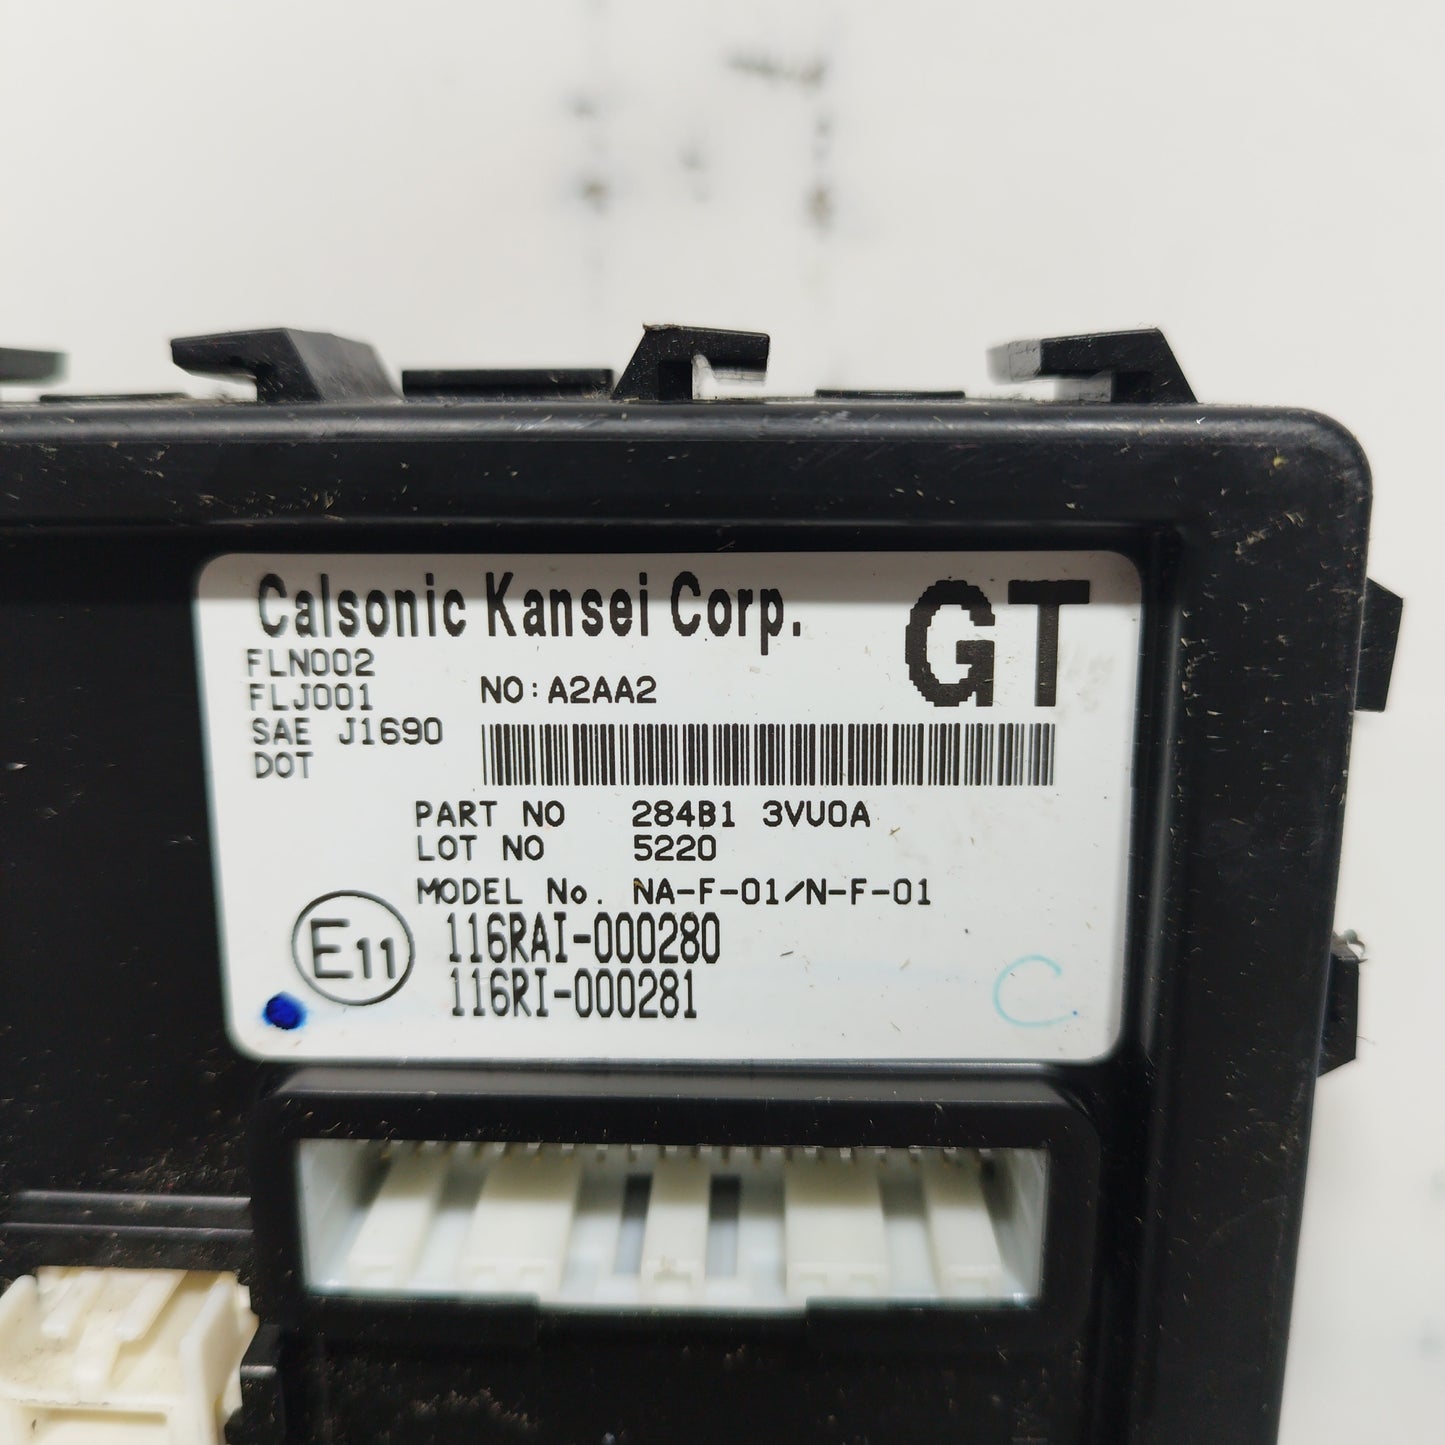 Calsonic Kansei Corp.
GT
FLN002
FLJ001
NO:A2AA2
SAE J1690
DOT
PART NO 284B1 3VU0A
LOT NO 5220
MODEL No. NA-F-01/N-F-01
E11
116RAI-000280
116RI-000281
C